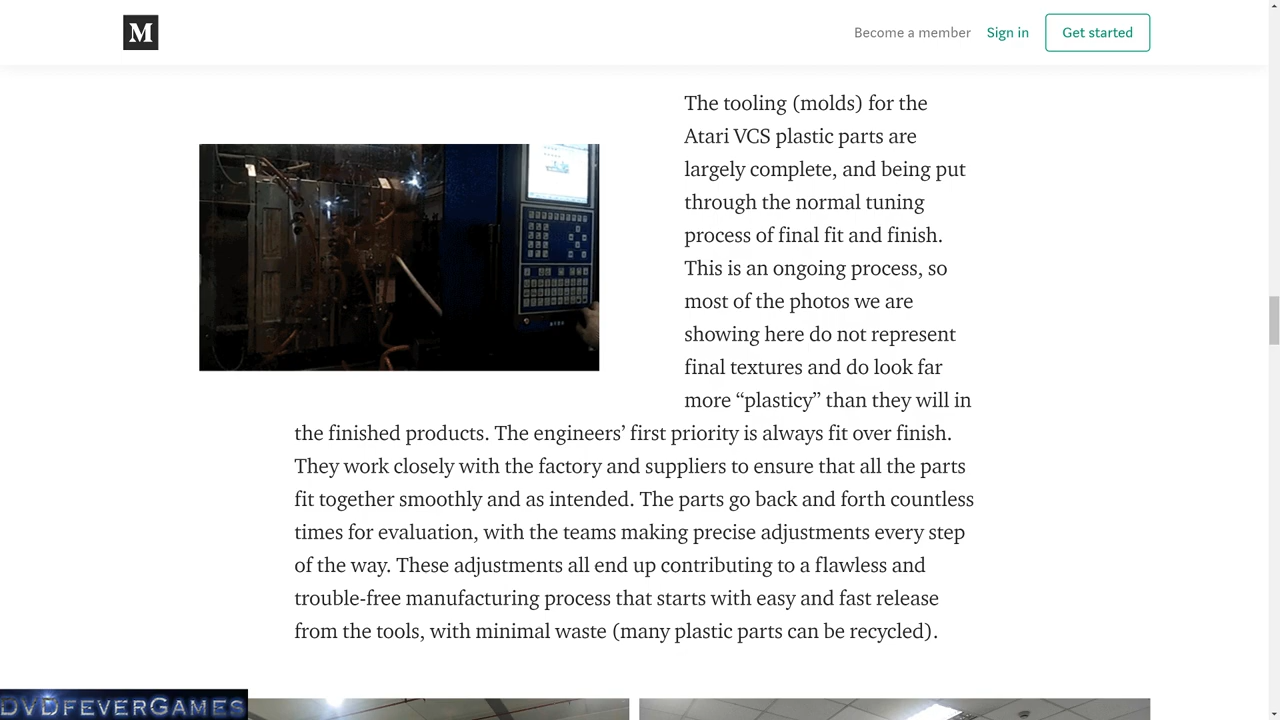 M
Become a member
Sign in
Get started
The tooling (molds) for the
Atari VCS plastic parts are
largely complete, and being put
through the normal tuning
process of final fit and finish.
This is an ongoing process, so
most of the photos we are
showing here do not represent
final textures and do look far
more “plasticy” than they will in
the finished products. The engineers’ first priority is always fit over finish.
They work closely with the factory and suppliers to ensure that all the parts
fit together smoothly and as intended. The parts go back and forth countless
times for evaluation, with the teams making precise adjustments every step
of the way. These adjustments all end up contributing to a flawless and
trouble-free manufacturing process that starts with easy and fast release
from the tools, with minimal waste (many plastic parts can be recycled).
DVDFEVERGAMES